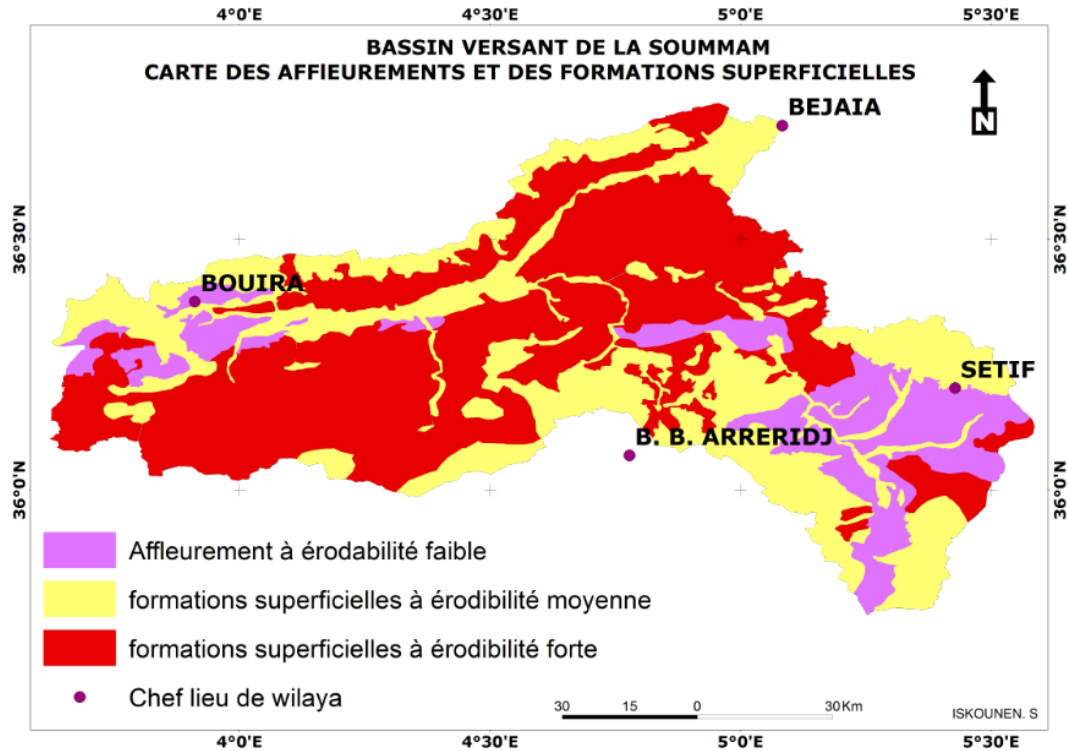 4°0'E 4°30'E 5°0'E 5°30'E
BASSIN VERSANT DE LA SOUMMAM
CARTE DES AFFlEUREMENTS ET DES FORMATIONS SUPERFICIELLES
N
BEJAIA
36°30'N
36°30'N
BOUIRA
SETIF
B. B. ARRERIDJ
36°0'N
36°0'N
Affleurement à érodabilité faible
formations superficielles à érodibilité moyenne
formations superficielles à érodibilité forte
Chef lieu de wilaya
30 15 0 30 Km
ISKOUNEN. S
4°0'E 4°30'E 5°0'E 5°30'E